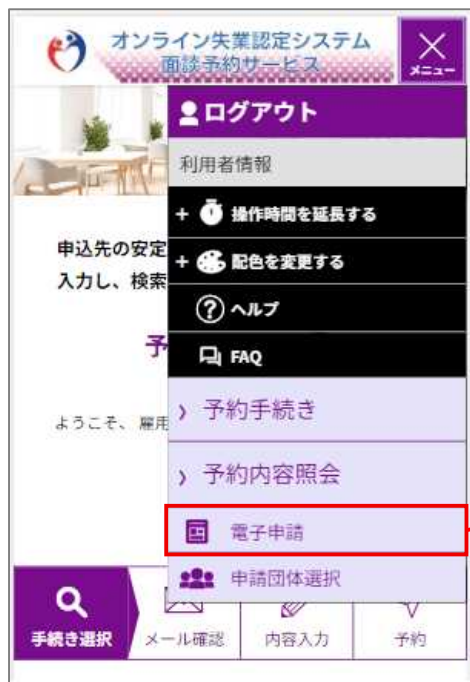 オンライン失業認定システム
面談予約サービス
メニュー
ログアウト
利用者情報
+ 操作時間を延長する
+ 配色を変更する
ヘルプ
FAQ
申込先の安定
入力し、検索
予
ようこそ、雇用
予約手続き
予約内容照会
電子申請
申請団体選択
手続き選択
メール確認
内容入力
予約